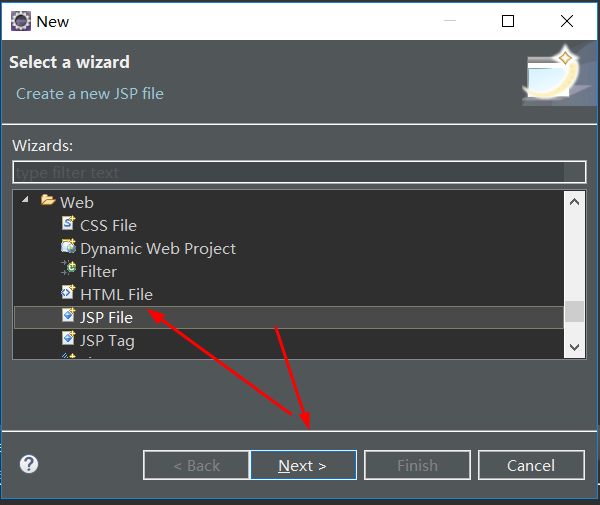 New
Select a wizard
Create a new JSP file
Wizards:
type filter text
Web
CSS File
Dynamic Web Project
Filter
HTML File
JSP File
JSP Tag
< Back
Next >
Finish
Cancel